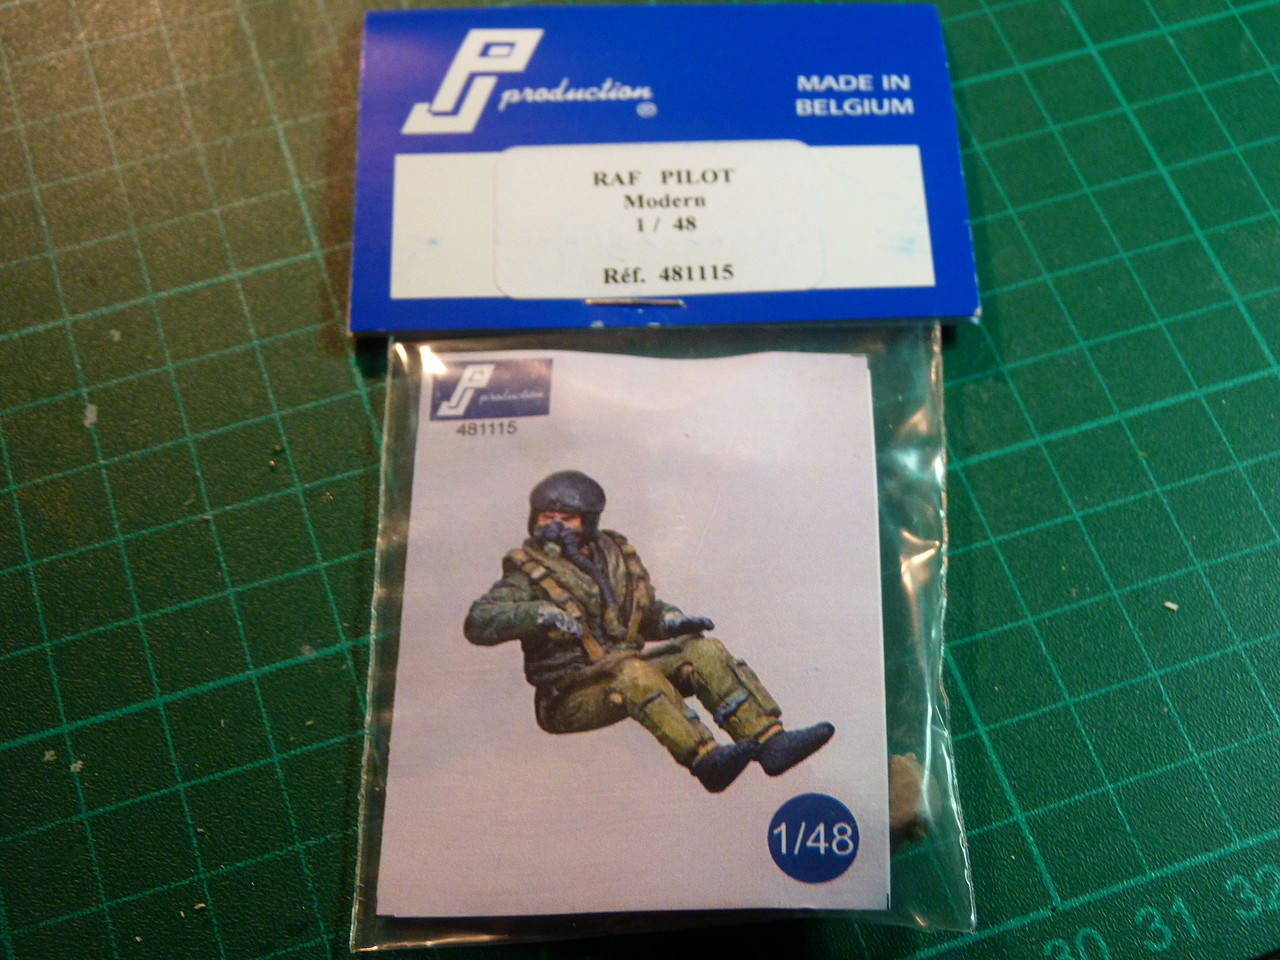 PJ production ®
MADE IN
BELGIUM
RAF PILOT
Modern
1 / 48
Réf. 481115
PJ production
481115
1/48
30 31 32